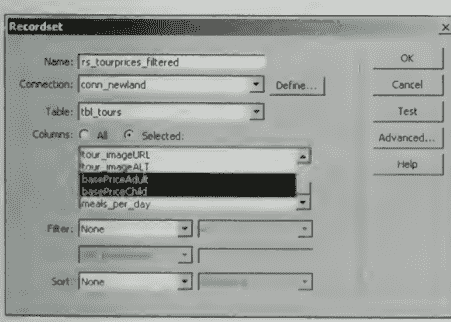 Recordset
Name: rs_tourprices_filtered
OK
Connection: conn_newland Define...
Cancel
Table: tbl_tours
Test
Columns: All Selected:
Advanced...
tour_imageURL
Help
tour_imageALT
basePriceAdult
basePriceChild
meals_per_day
Filter: None
Sort: None